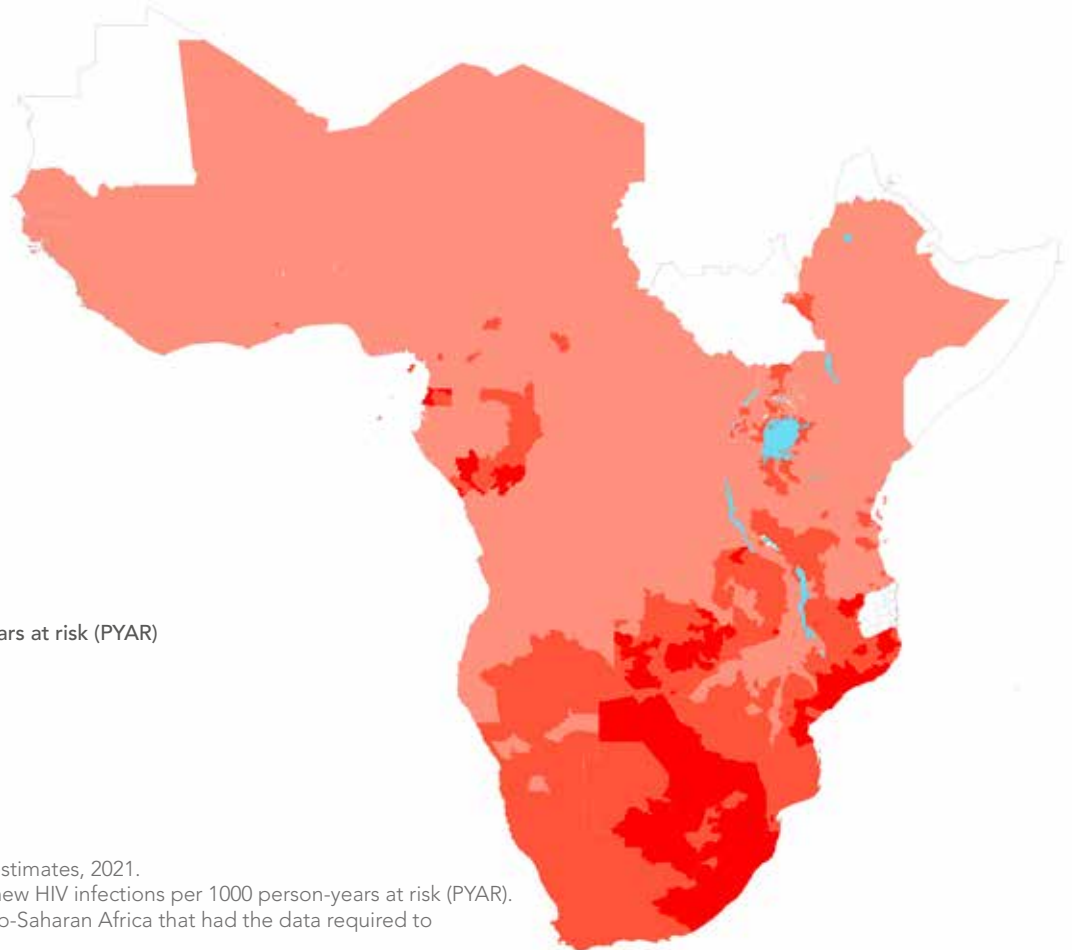 ars at risk (PYAR)
stimates, 2021.
new HIV infections per 1000 person-years at risk (PYAR).
o-Saharan Africa that had the data required to